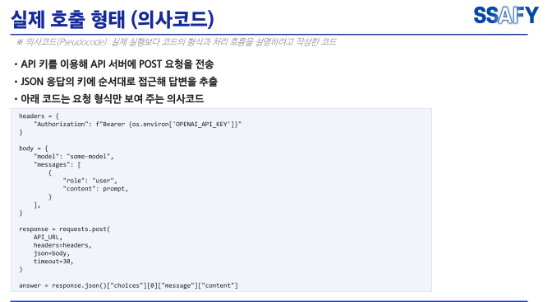 실제 호출 형태 (의사코드)
SSAFY
※ 의사코드(Pseudocode): 실제 실행보다 코드의 형식과 처리 흐름을 설명하려고 작성한 코드
• API 키를 이용해 API 서버에 POST 요청을 전송
• JSON 응답의 키에 순서대로 접근해 답변을 추출
• 아래 코드는 요청 형식만 보여 주는 의사코드
headers = {
    "Authorization": f"Bearer {os.environ['OPENAI_API_KEY']}"
}
body = {
    "model": "some-model",
    "messages": [
        {
            "role": "user",
            "content": prompt,
        }
    ],
}
response = requests.post(
    API_URL,
    headers=headers,
    json=body,
    timeout=30,
)
answer = response.json()["choices"][0]["message"]["content"]